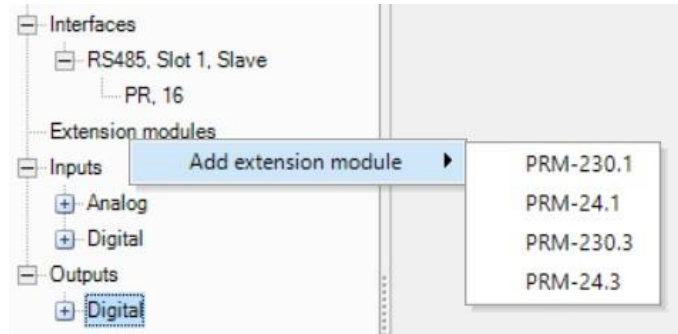 Interfaces
RS485, Slot 1, Slave
PR, 16
Extension modules
Add extension module
Inputs
Analog
Digital
Outputs
Digital
PRM-230.1
PRM-24.1
PRM-230.3
PRM-24.3